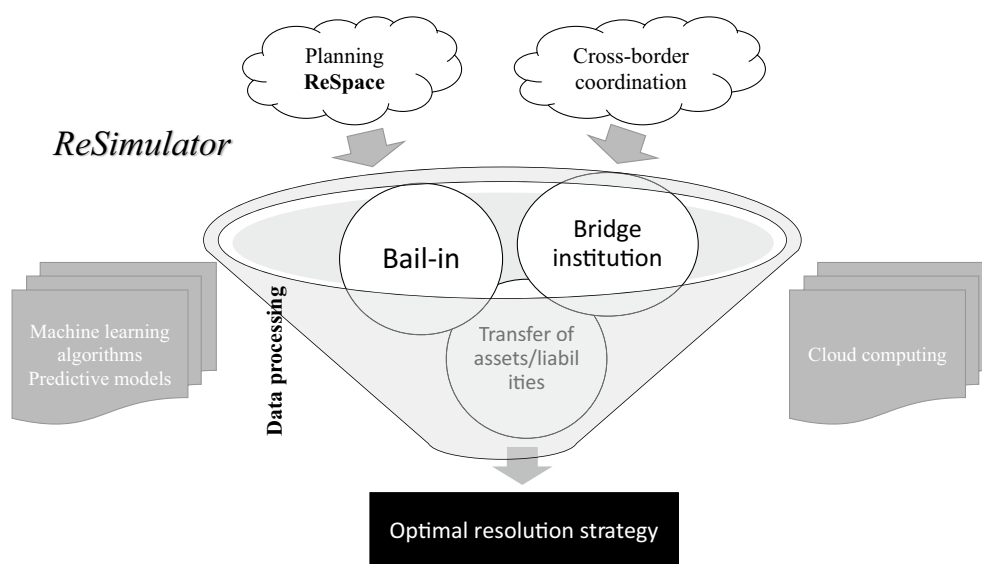 Planning
ReSpace
Cross-border
coordination
ReSimulator
Bail-in
Bridge
institution
Machine learning
algorithms
Predictive models
Data processing
Transfer of
assets/liabil
ities
Cloud computing
Optimal resolution strategy